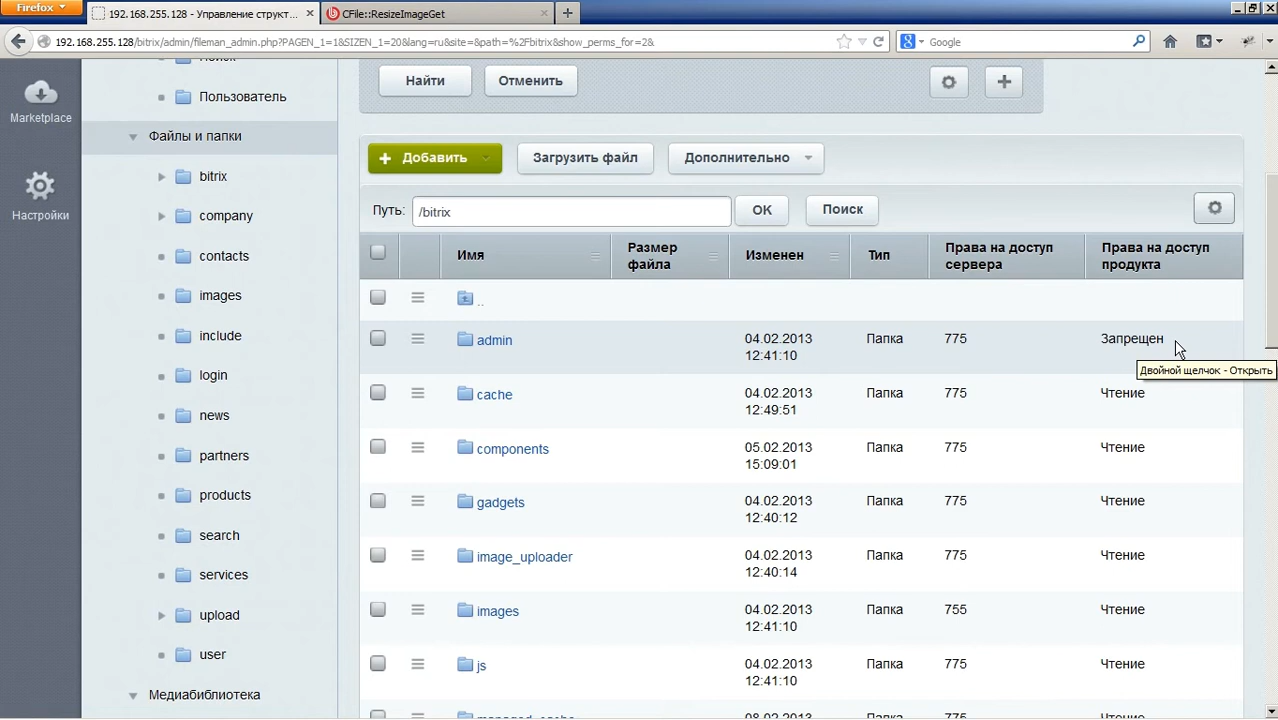 Firefox
192.168.255.128 - Управление структ...
CFile::ResizeImageGet
192.168.255.128/bitrix/admin/fileman_admin.php?PAGEN_1=1&SIZEN_1=20&lang=ru&site=&path=%2Fbitrix&show_perms_for=2&
Google
Marketplace
Настройки
Поиск
Пользователь
Файлы и папки
bitrix
company
contacts
images
include
login
news
partners
products
search
services
upload
user
Медиабиблиотека
Найти
Отменить
Добавить
Загрузить файл
Дополнительно
Путь: /bitrix
OK
Поиск
Имя
Размер файла
Изменен
Тип
Права на доступ сервера
Права на доступ продукта
..
admin 04.02.2013 12:41:10 Папка 775 Запрещен
Двойной щелчок - Открыть
cache 04.02.2013 12:49:51 Папка 775 Чтение
components 05.02.2013 15:09:01 Папка 775 Чтение
gadgets 04.02.2013 12:40:12 Папка 775 Чтение
image_uploader 04.02.2013 12:40:14 Папка 775 Чтение
images 04.02.2013 12:41:10 Папка 755 Чтение
js 04.02.2013 12:41:10 Папка 775 Чтение